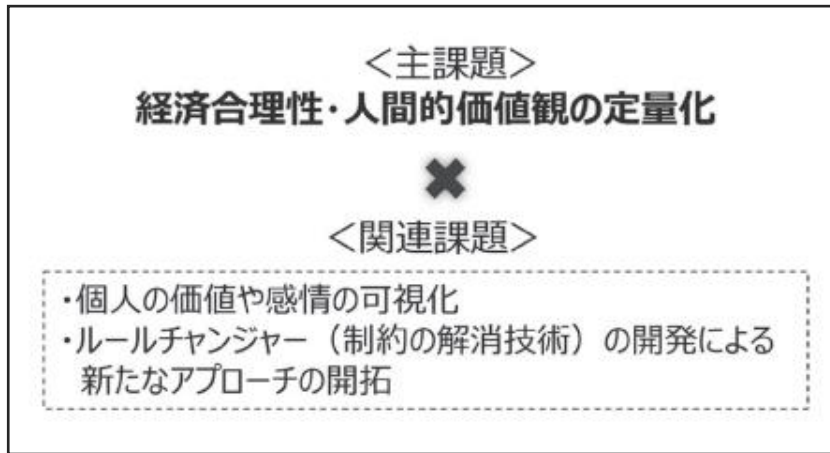 ＜主課題＞
経済合理性・人間的価値観の定量化
✖
＜関連課題＞
・個人の価値や感情の可視化
・ルールチャンジャー（制約の解消技術）の開発による
新たなアプローチの開拓